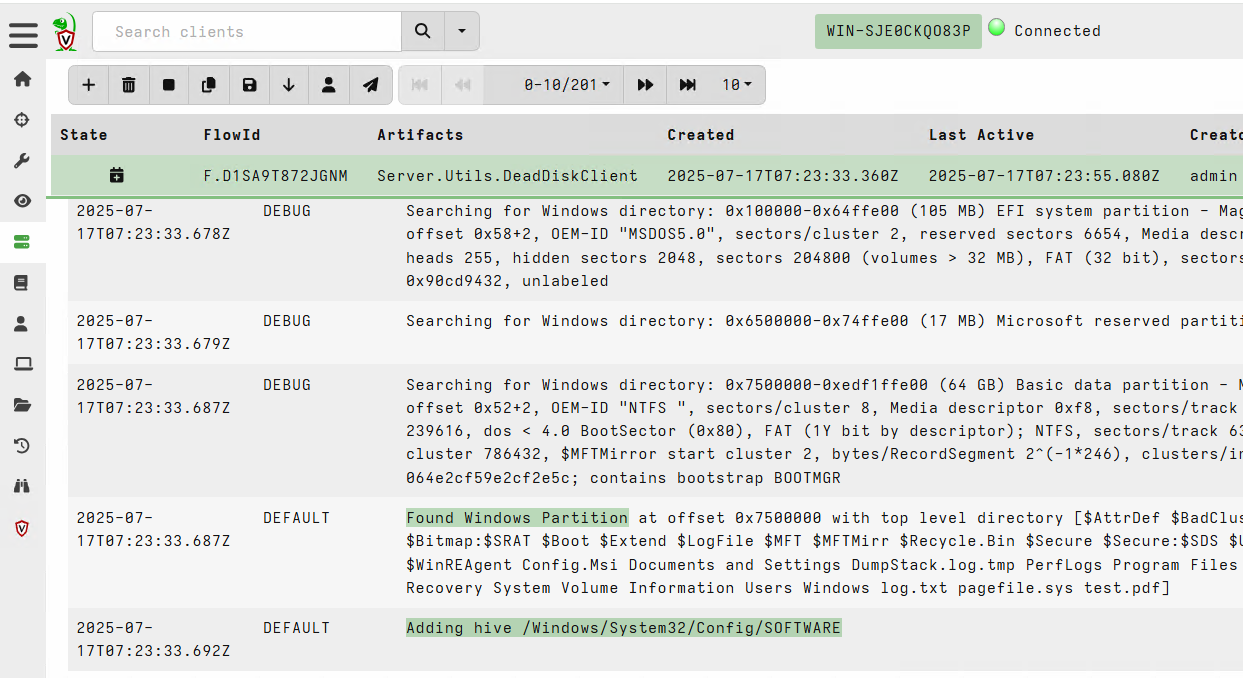 Search clients
WIN-SJE0CKQO83P
Connected
0-10/201
10
State FlowId Artifacts Created Last Active
F.D1SA9T872JGNM Server.Utils.DeadDiskClient 2025-07-17T07:23:33.360Z 2025-07-17T07:23:55.080Z admin
2025-07- DEBUG Searching for Windows directory: 0x100000-0x64ffe00 (105 MB) EFI system partition -
17T07:23:33.678Z offset 0x58+2, OEM-ID "MSDOS5.0", sectors/cluster 2, reserved sectors 6654, Media
heads 255, hidden sectors 2048, sectors 204800 (volumes > 32 MB), FAT (32 bit),
0x90cd9432, unlabeled
2025-07- DEBUG Searching for Windows directory: 0x6500000-0x74ffe00 (17 MB) Microsoft reserved
17T07:23:33.679Z
2025-07- DEBUG Searching for Windows directory: 0x7500000-0xedf1ffe00 (64 GB) Basic data partition -
17T07:23:33.687Z offset 0x52+2, OEM-ID "NTFS ", sectors/cluster 8, Media descriptor 0xf8, sectors/track
239616, dos < 4.0 BootSector (0x80), FAT (1Y bit by descriptor); NTFS, sectors/track
cluster 786432, $MFTMirror start cluster 2, bytes/RecordSegment 2^(-1*246),
064e2cf59e2cf2e5c; contains bootstrap BOOTMGR
2025-07- DEFAULT Found Windows Partition at offset 0x7500000 with top level directory [$AttrDef
17T07:23:33.687Z $Bitmap:$SRAT $Boot $Extend $LogFile $MFT $MFTMirr $Recycle.Bin $Secure $Secure:$SDS
$WinREAgent Config.Msi Documents and Settings DumpStack.log.tmp PerfLogs Program Files
Recovery System Volume Information Users Windows log.txt pagefile.sys test.pdf]
2025-07- DEFAULT Adding hive /Windows/System32/Config/SOFTWARE
17T07:23:33.692Z